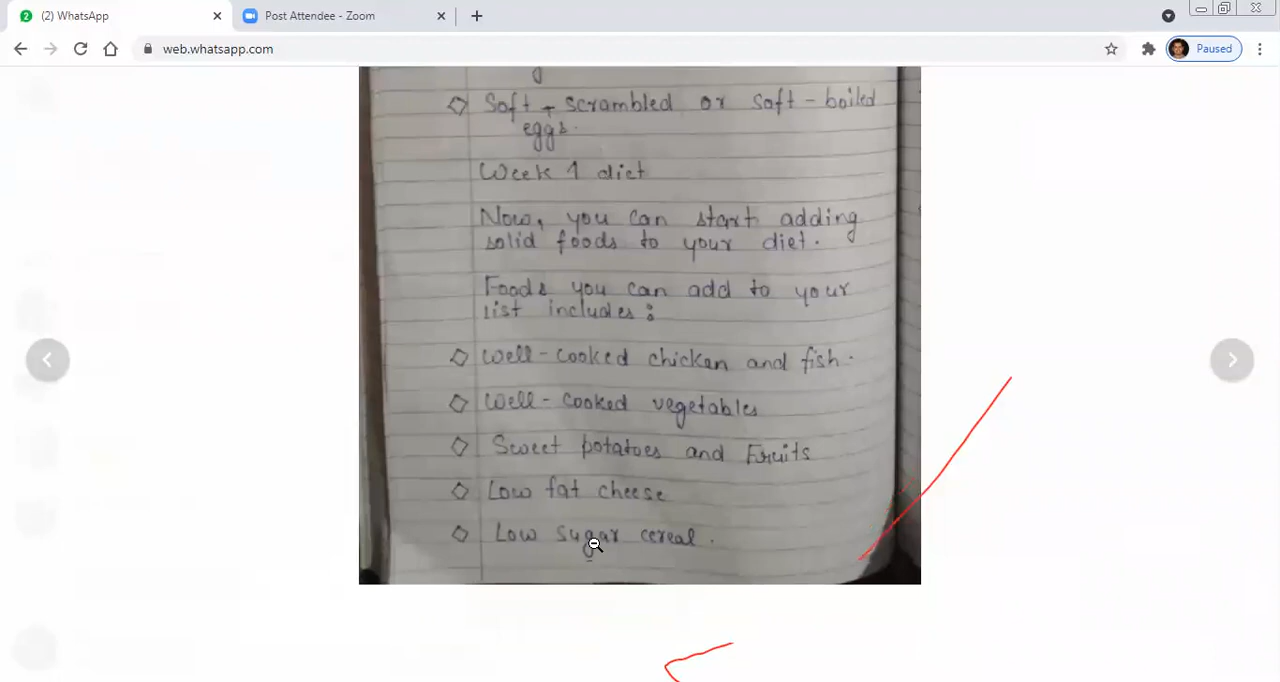 2
(2) WhatsApp
Post Attendee - Zoom
web.whatsapp.com
Paused
Soft - scrambled or soft - boiled
eggs.
Week 4 diet
Now, you can start adding
solid foods to your diet.
Foods you can add to your
list includes:
Well-cooked chicken and fish.
Well-cooked vegetables
Sweet potatoes and Fruits
Low fat cheese
Low sugar cereal.